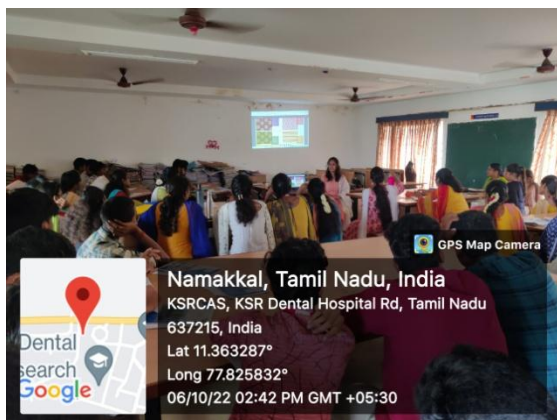 GPS Map Camera
Namakkal, Tamil Nadu, India
KSRCAS, KSR Dental Hospital Rd, Tamil Nadu
637215, India
Lat 11.363287°
Long 77.825832°
06/10/22 02:42 PM GMT +05:30
Dental
search
Google